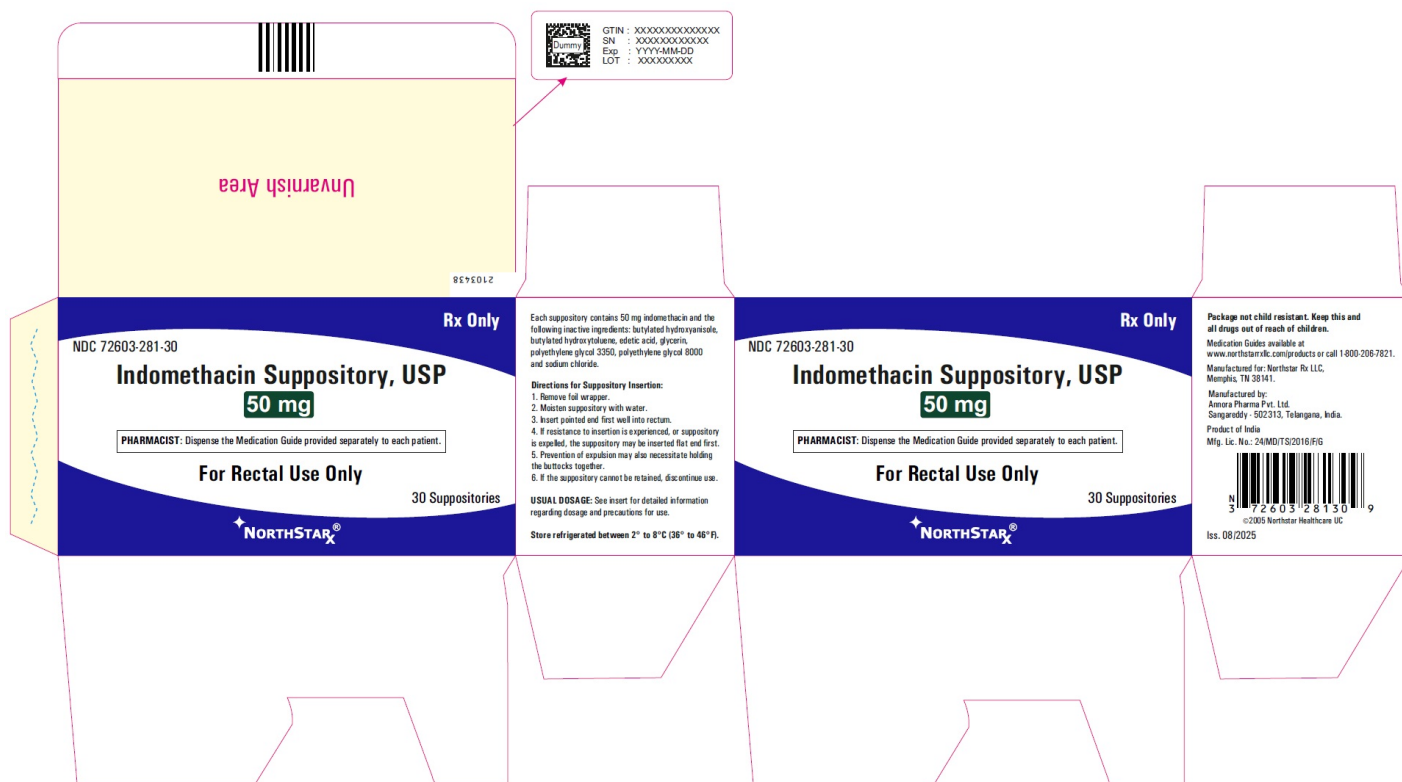 Dummy
GTIN : XXXXXXXXXXXXXX
SN : XXXXXXXXXXXX
Exp : YYYY-MM-DD
LOT : XXXXXXXXX
Unvarnish Area
2103438
Rx Only
NDC 72603-281-30
Indomethacin Suppository, USP
50 mg
PHARMACIST: Dispense the Medication Guide provided separately to each patient.
For Rectal Use Only
30 Suppositories
NORTHSTARx®
Each suppository contains 50 mg indomethacin and the
following inactive ingredients: butylated hydroxyanisole,
butylated hydroxytoluene, edetic acid, glycerin,
polyethylene glycol 3350, polyethylene glycol 8000
and sodium chloride.
Directions for Suppository Insertion:
1. Remove foil wrapper.
2. Moisten suppository with water.
3. Insert pointed end first well into rectum.
4. If resistance to insertion is experienced, or suppository
is expelled, the suppository may be inserted flat end first.
5. Prevention of expulsion may also necessitate holding
the buttocks together.
6. If the suppository cannot be retained, discontinue use.
USUAL DOSAGE: See insert for detailed information
regarding dosage and precautions for use.
Store refrigerated between 2° to 8°C (36° to 46°F).
Rx Only
NDC 72603-281-30
Indomethacin Suppository, USP
50 mg
PHARMACIST: Dispense the Medication Guide provided separately to each patient.
For Rectal Use Only
30 Suppositories
NORTHSTARx®
Package not child resistant. Keep this and
all drugs out of reach of children.
Medication Guides available at
www.northstarrxllc.com/products or call 1-800-206-7821.
Manufactured for: Northstar Rx LLC,
Memphis, TN 38141.
Manufactured by:
Annora Pharma Pvt. Ltd.
Sangareddy - 502313, Telangana, India.
Product of India
Mfg. Lic. No.: 24/MD/TS/2016/F/G
N
3 72603 28130 9
©2005 Northstar Healthcare UC
Iss. 08/2025